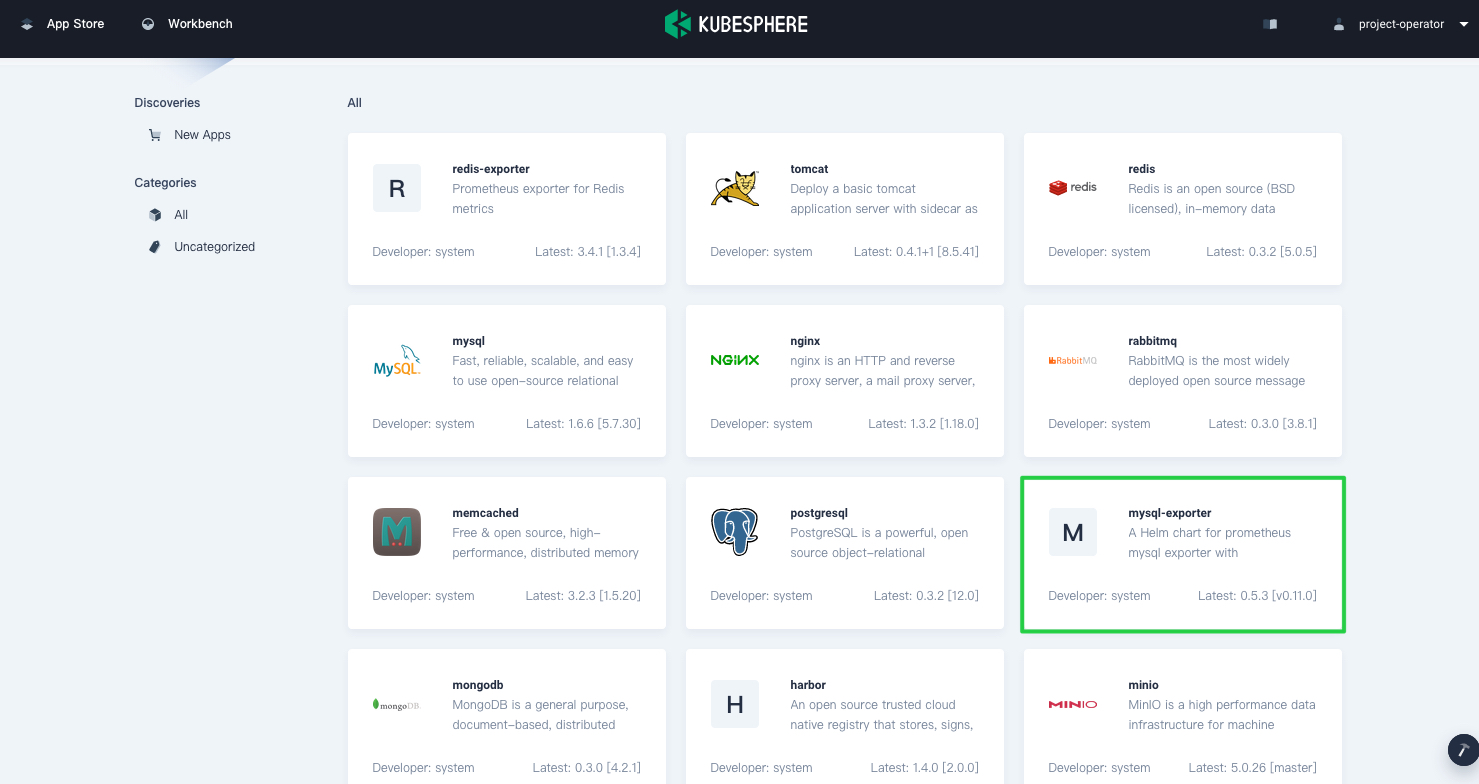 App Store
Workbench
KUBESPHERE
project-operator
Discoveries
New Apps
Categories
All
Uncategorized
All
R
redis-exporter
Prometheus exporter for Redis
metrics
Developer: system
Latest: 3.4.1 [1.3.4]
tomcat
Deploy a basic tomcat
application server with sidecar as
Developer: system
Latest: 0.4.1+1 [8.5.41]
redis
redis
Redis is an open source (BSD
licensed), in-memory data
Developer: system
Latest: 0.3.2 [5.0.5]
MySQL
mysql
Fast, reliable, scalable, and easy
to use open-source relational
Developer: system
Latest: 1.6.6 [5.7.30]
NGINX
nginx
nginx is an HTTP and reverse
proxy server, a mail proxy server,
Developer: system
Latest: 1.3.2 [1.18.0]
RabbitMQ
rabbitmq
RabbitMQ is the most widely
deployed open source message
Developer: system
Latest: 0.3.0 [3.8.1]
M
memcached
Free & open source, high-
performance, distributed memory
Developer: system
Latest: 3.2.3 [1.5.20]
postgresql
PostgreSQL is a powerful, open
source object-relational
Developer: system
Latest: 0.3.2 [12.0]
M
mysql-exporter
A Helm chart for prometheus
mysql exporter with
Developer: system
Latest: 0.5.3 [v0.11.0]
mongoDB
mongodb
MongoDB is a general purpose,
document-based, distributed
Developer: system
Latest: 0.3.0 [4.2.1]
H
harbor
An open source trusted cloud
native registry that stores, signs,
Developer: system
Latest: 1.4.0 [2.0.0]
MINIO
minio
MinIO is a high performance data
infrastructure for machine
Developer: system
Latest: 5.0.26 [master]